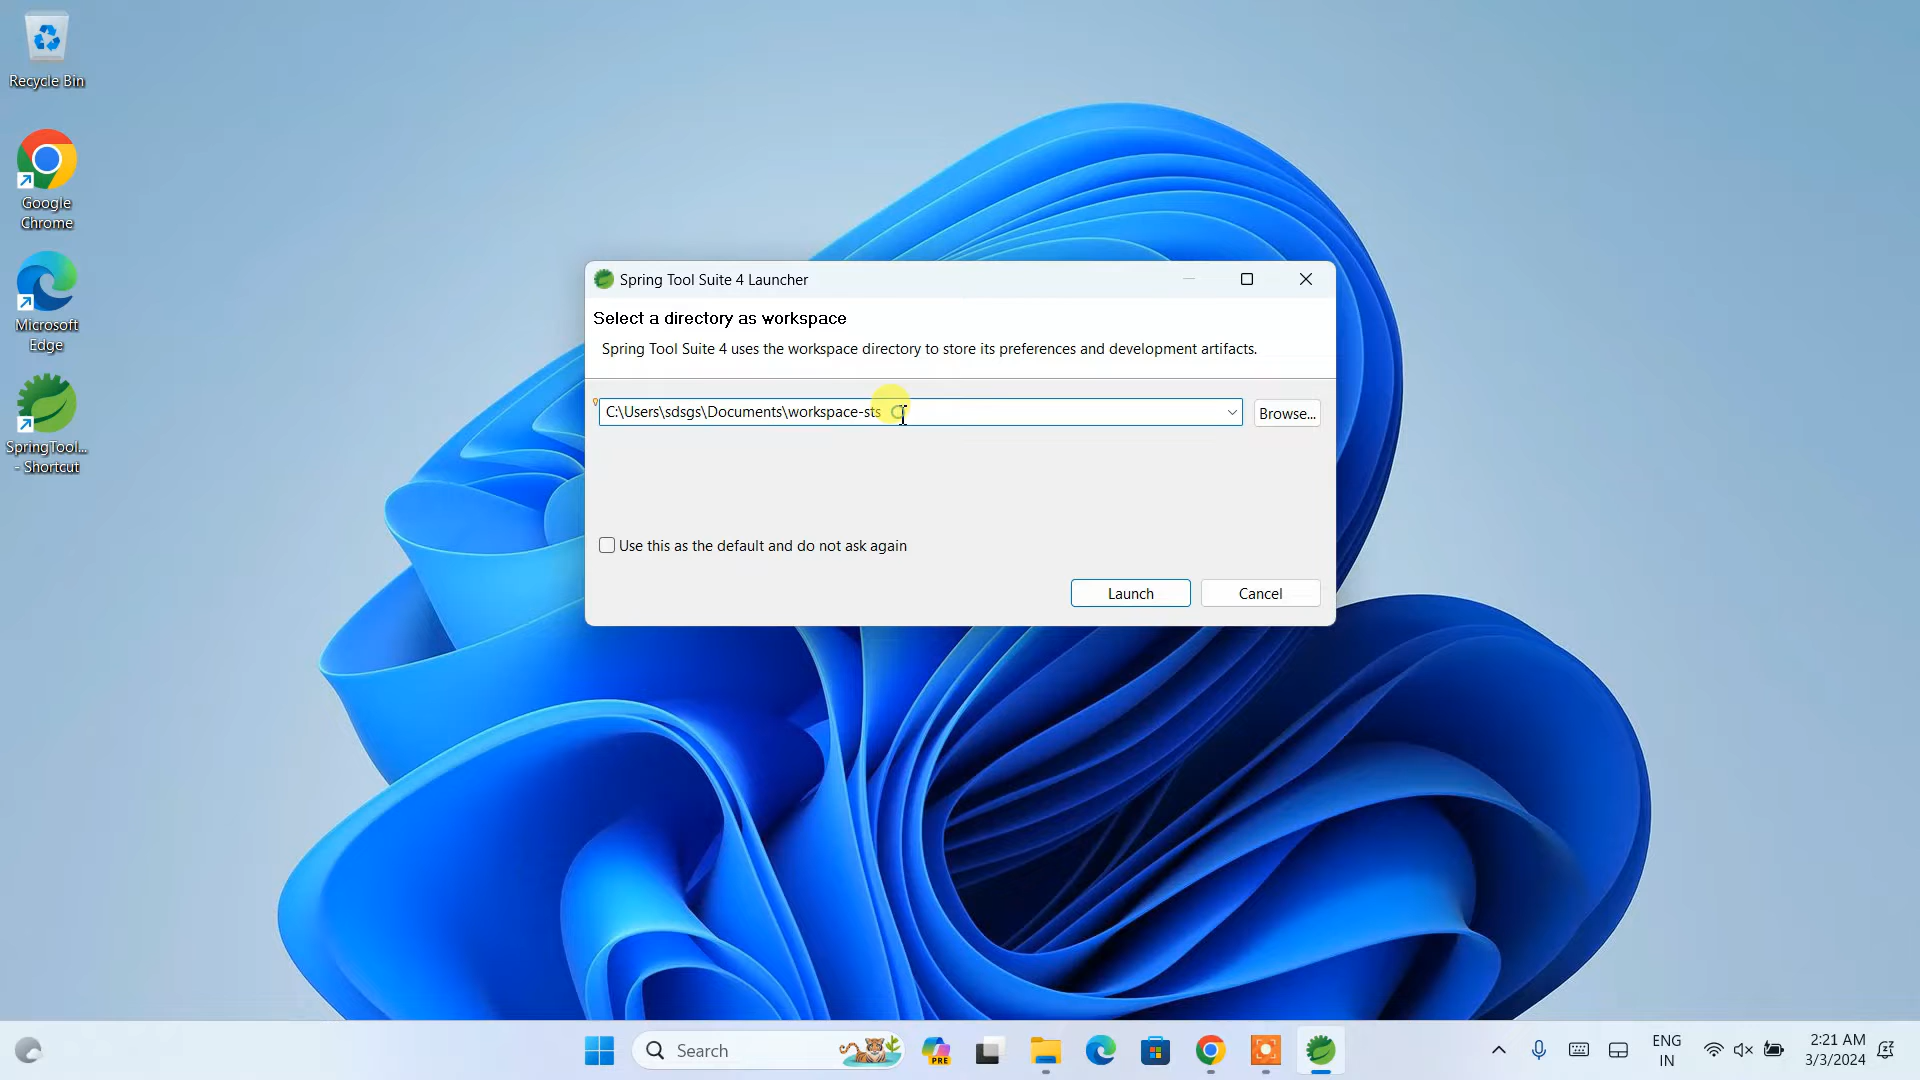 Recycle Bin
Google
Chrome
Microsoft
Edge
SpringTool...
- Shortcut
Spring Tool Suite 4 Launcher
Select a directory as workspace
Spring Tool Suite 4 uses the workspace directory to store its preferences and development artifacts.
C:\Users\sdsgs\Documents\workspace-sts
Browse...
Use this as the default and do not ask again
Launch
Cancel
Search
PRE
ENG
IN
2:21 AM
3/3/2024